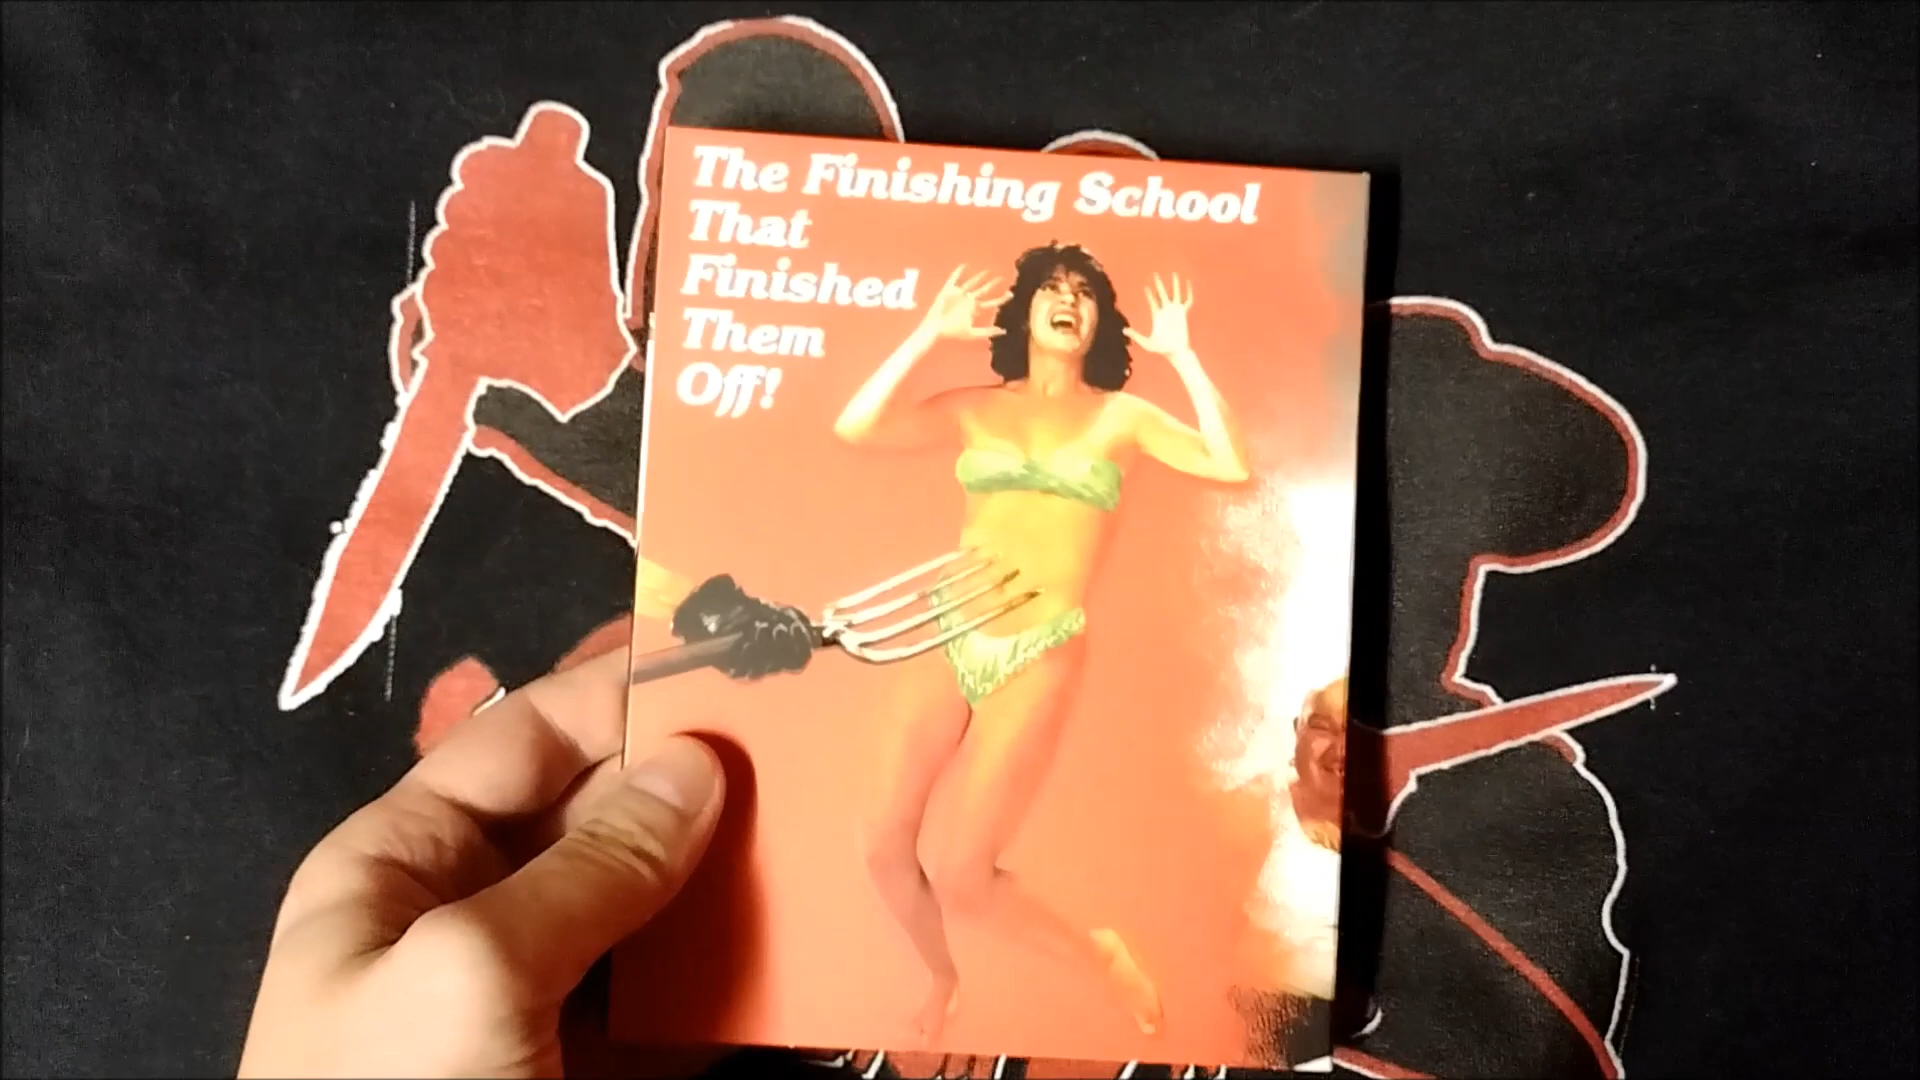 The Finishing School
That
Finished
Them
Off!